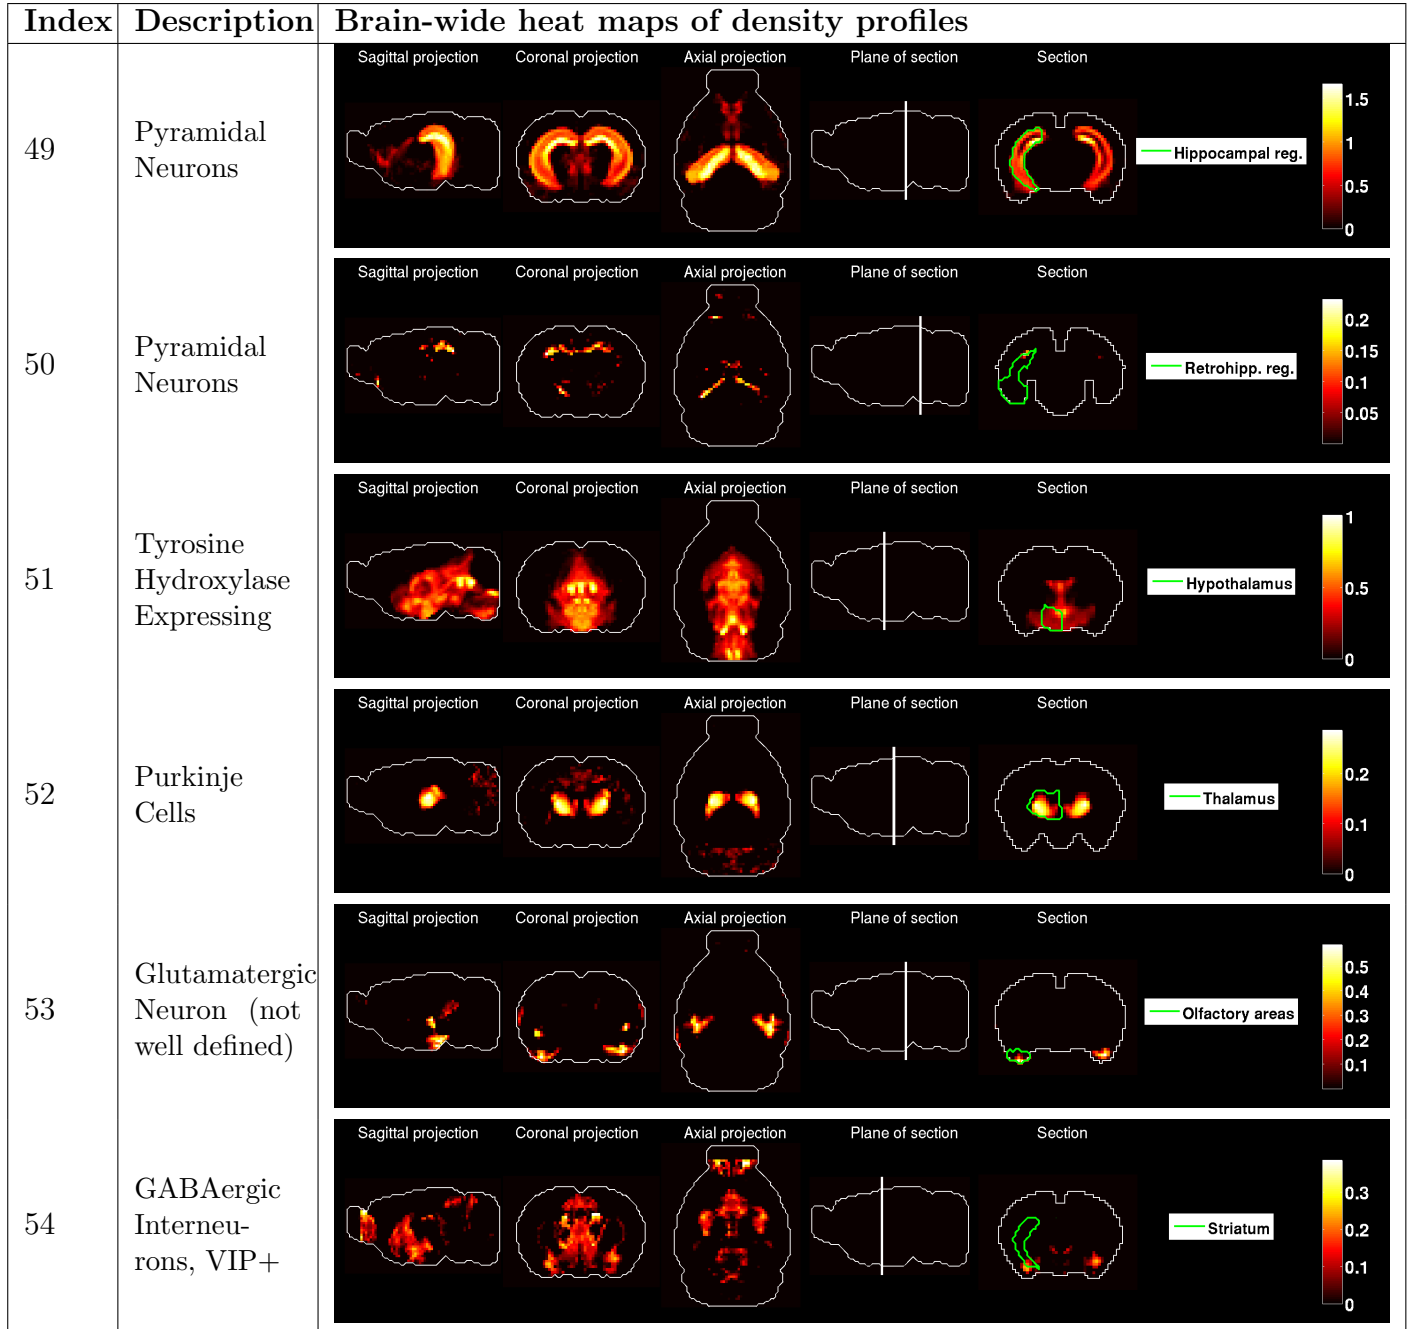 Index Description Brain-wide heat maps of density profiles
49
Pyramidal
Neurons
Sagittal projection Coronal projection Axial projection Plane of section Section
Hippocampal reg.
1.5
1
0.5
0
50
Pyramidal
Neurons
Sagittal projection Coronal projection Axial projection Plane of section Section
Retrohipp. reg.
0.2
0.15
0.1
0.05
51
Tyrosine
Hydroxylase
Expressing
Sagittal projection Coronal projection Axial projection Plane of section Section
Hypothalamus
1
0.5
0
52
Purkinje
Cells
Sagittal projection Coronal projection Axial projection Plane of section Section
Thalamus
0.2
0.1
0
53
Glutamatergic
Neuron (not
well defined)
Sagittal projection Coronal projection Axial projection Plane of section Section
Olfactory areas
0.5
0.4
0.3
0.2
0.1
54
GABAergic
Interneu-
rons, VIP+
Sagittal projection Coronal projection Axial projection Plane of section Section
Striatum
0.3
0.2
0.1
0